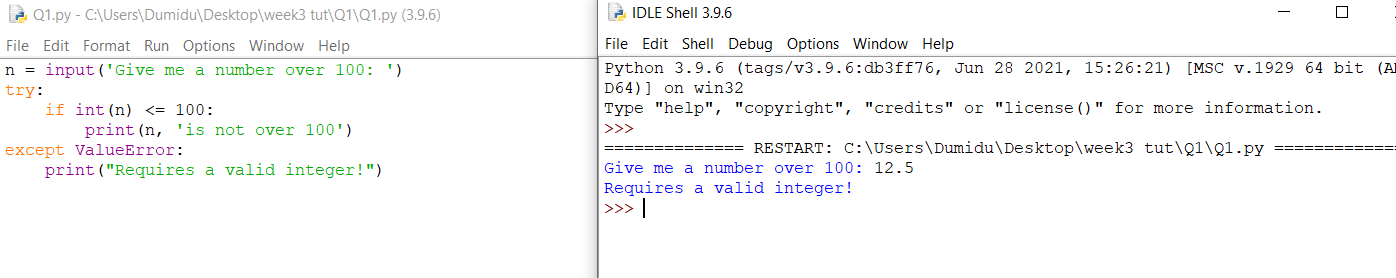 Q1.py - C:\Users\Dumidu\Desktop\week3 tut\Q1\Q1.py (3.9.6)
File Edit Format Run Options Window Help
n = input('Give me a number over 100: ')
try:
    if int(n) <= 100:
        print(n, 'is not over 100')
except ValueError:
    print("Requires a valid integer!")
IDLE Shell 3.9.6
File Edit Shell Debug Options Window Help
Python 3.9.6 (tags/v3.9.6:db3ff76, Jun 28 2021, 15:26:21) [MSC v.1929 64 bit (AM
D64)] on win32
Type "help", "copyright", "credits" or "license()" for more information.
>>>
============== RESTART: C:\Users\Dumidu\Desktop\week3 tut\Q1\Q1.py =============
Give me a number over 100: 12.5
Requires a valid integer!
>>>